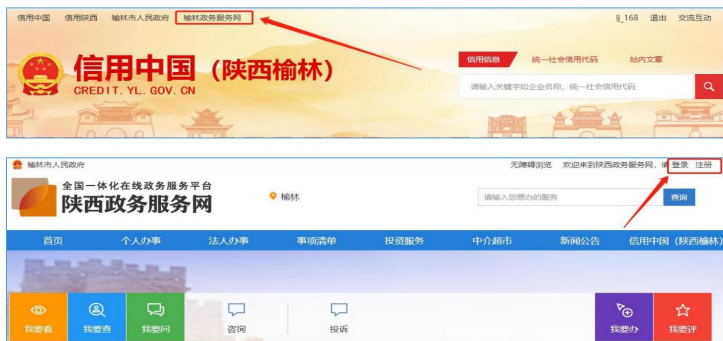 信用中国 信用陕西 榆林市人民政府 榆林政务服务网 lj_168 退出 交流互动
信用中国（陕西榆林）
CREDIT. YL. GOV. CN
信用信息 统一社会信用代码 站内文章
请输入关键字如企业名称、统一社会信用代码
榆林市人民政府 无障碍浏览 欢迎来到陕西政务服务网，请 登录 注册
全国一体化在线政务服务平台
陕西政务服务网
榆林
请输入您想办的服务 查询
首页 个人办事 法人办事 事项清单 投资服务 中介超市 新闻公告 信用中国（陕西榆林）
我要看 我要查 我要问 咨询 投诉 我要办 我要评